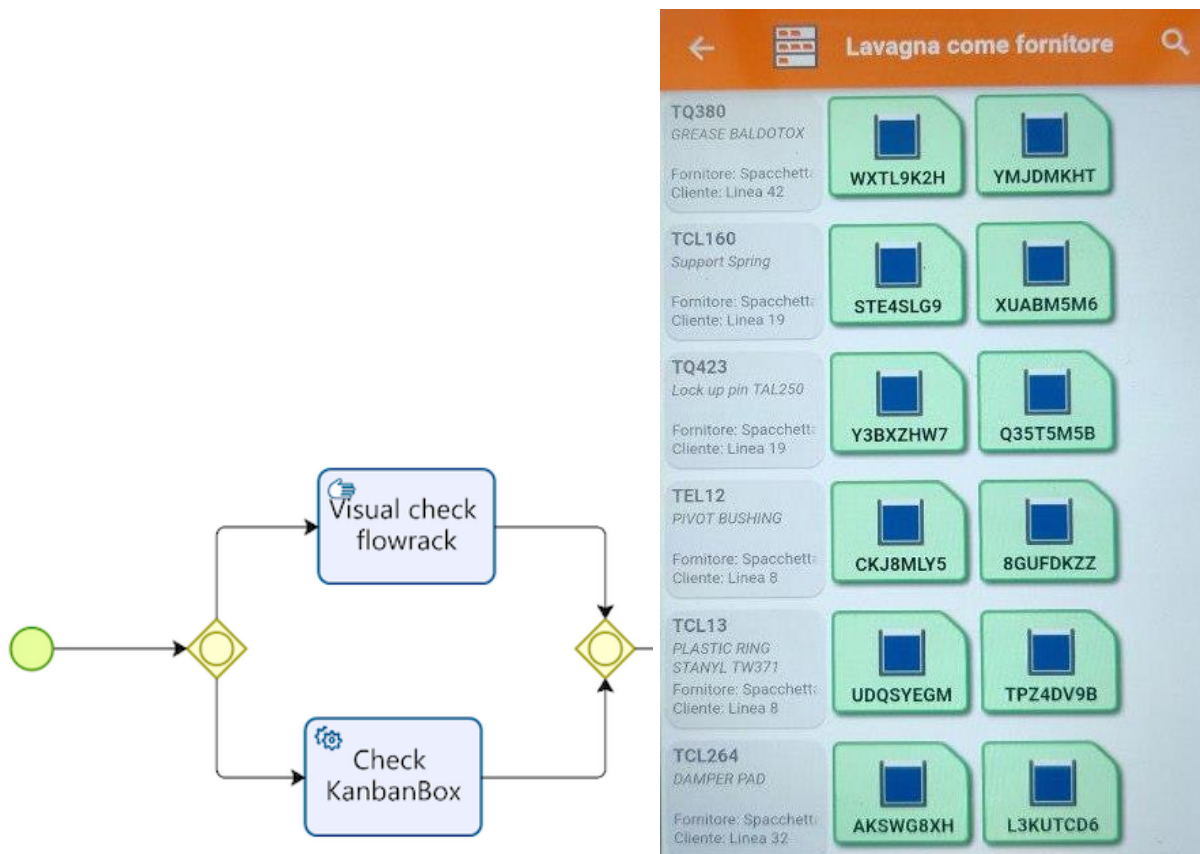 Visual check
flowrack
Check
KanbanBox
Lavagna come fornitore
TQ380
GREASE BALDOTOX
Fornitore: Spacchetta
Cliente: Linea 42
WXTL9K2H
YMJDMKHT
TCL160
Support Spring
Fornitore: Spacchetta
Cliente: Linea 19
STE4SLG9
XUABM5M6
TQ423
Lock up pin TAL250
Fornitore: Spacchetta
Cliente: Linea 19
Y3BXZHW7
Q35T5M5B
TEL12
PIVOT BUSHING
Fornitore: Spacchetta
Cliente: Linea 8
CKJ8MLY5
8GUFDKZZ
TCL13
PLASTIC RING
STANYL TW371
Fornitore: Spacchetta
Cliente: Linea 8
UDQSYEGM
TPZ4DV9B
TCL264
DAMPER PAD
Fornitore: Spacchetta
Cliente: Linea 32
AKSWG8XH
L3KUTCD6